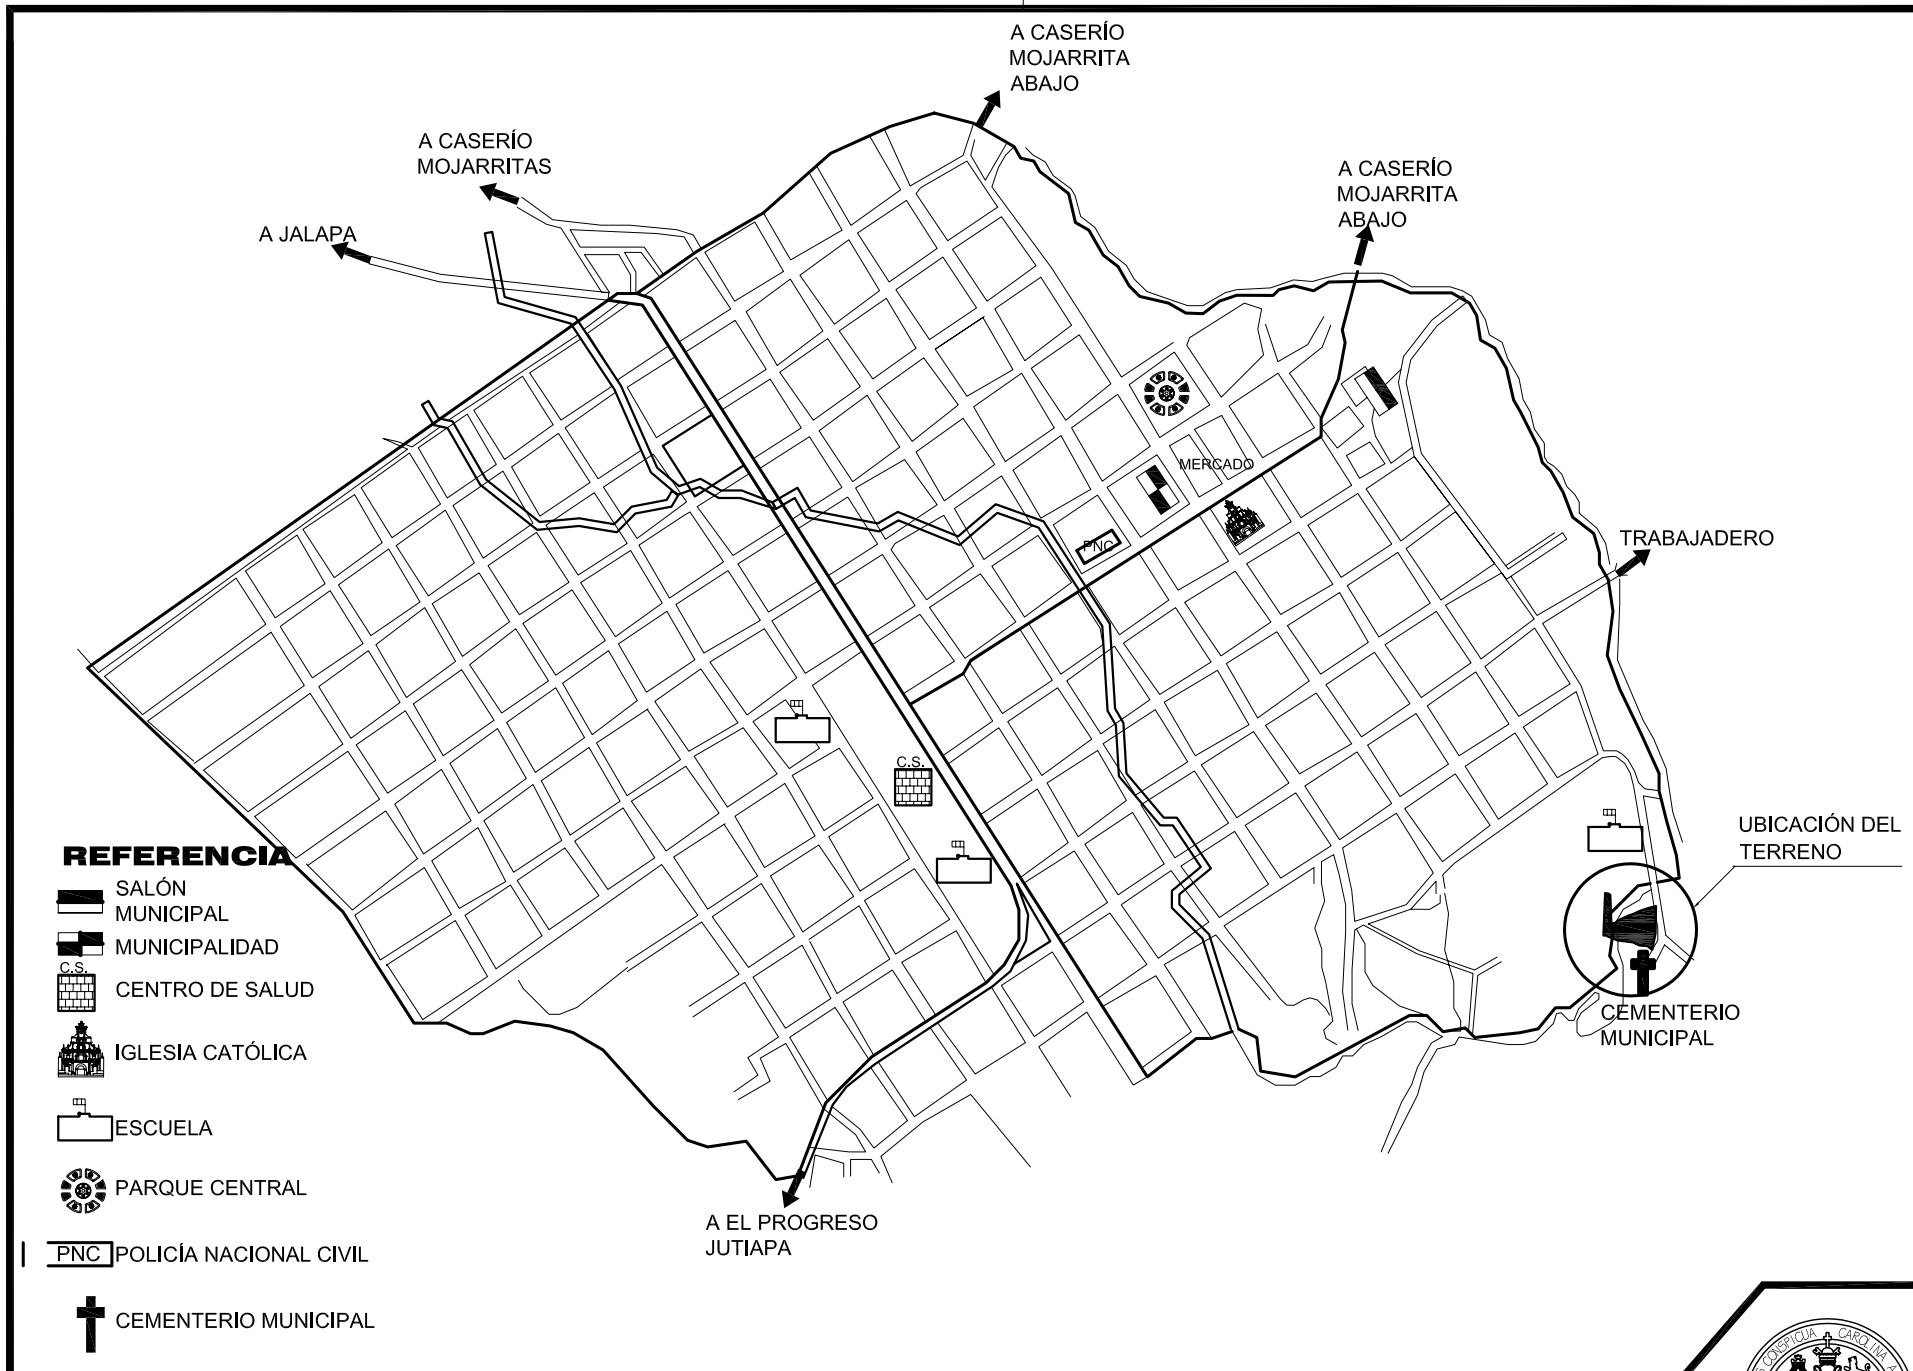 A CASERÍO
MOJARRITA
ABAJO
A CASERÍO
MOJARRITAS
A JALAPA
A CASERÍO
MOJARRITA
ABAJO
MERCADO
PNC
TRABAJADERO
C.S.
UBICACIÓN DEL
TERRENO
CEMENTERIO
MUNICIPAL
A EL PROGRESO
JUTIAPA
REFERENCIA
SALÓN
MUNICIPAL
MUNICIPALIDAD
C.S.
CENTRO DE SALUD
IGLESIA CATÓLICA
ESCUELA
PARQUE CENTRAL
PNC POLICÍA NACIONAL CIVIL
CEMENTERIO MUNICIPAL
CONSPICUA CAROLINA